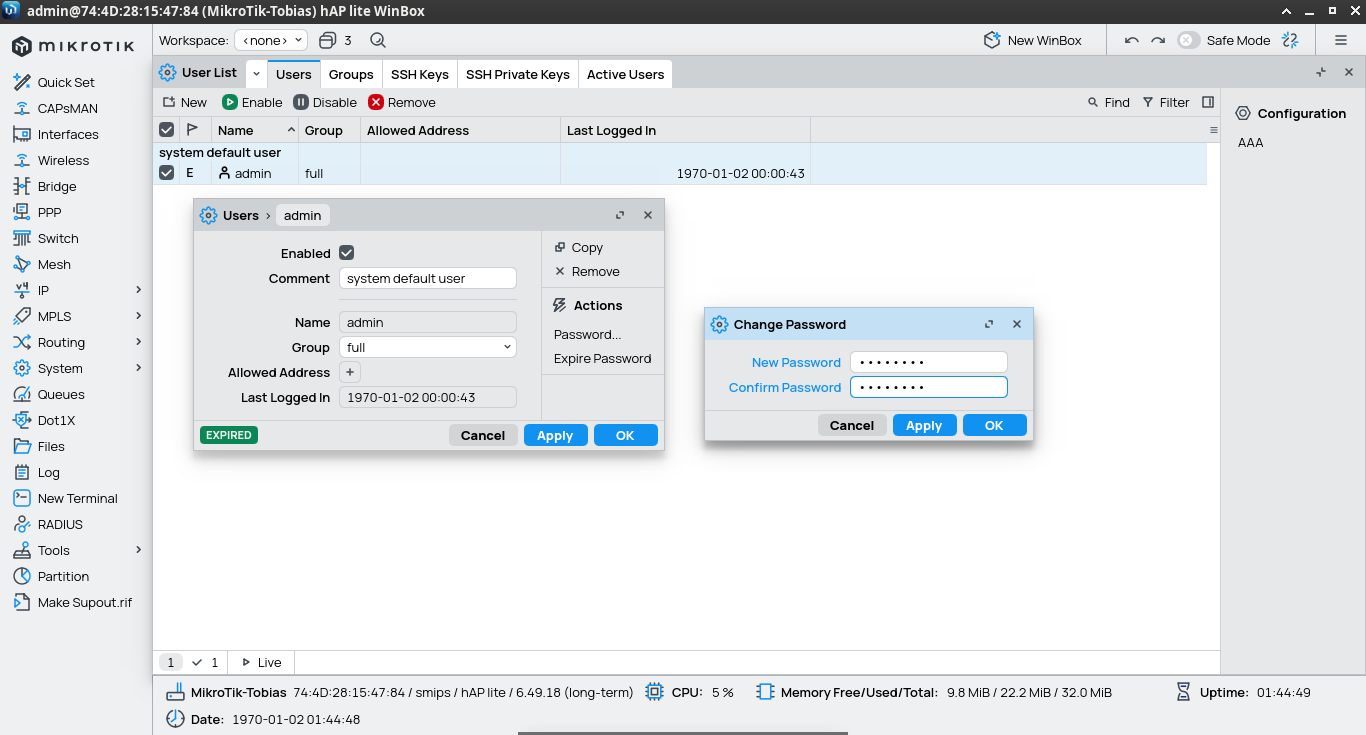 admin@74:4D:28:15:47:84 (MikroTik-Tobias) hAP lite WinBox
MIKROTIK
Workspace: <none> 3 New WinBox Safe Mode
Quick Set
CAPsMAN
Interfaces
Wireless
Bridge
PPP
Switch
Mesh
IP
MPLS
Routing
System
Queues
Dot1X
Files
Log
New Terminal
RADIUS
Tools
Partition
Make Supout.rif
User List Users Groups SSH Keys SSH Private Keys Active Users
New Enable Disable Remove Find Filter
Name Group Allowed Address Last Logged In
system default user
E admin full 1970-01-02 00:00:43
Configuration
AAA
Users › admin
Enabled
Comment system default user
Name admin
Group full
Allowed Address +
Last Logged In 1970-01-02 00:00:43
Copy
Remove
Actions
Password...
Expire Password
EXPIRED Cancel Apply OK
Change Password
New Password ••••••••
Confirm Password ••••••••
Cancel Apply OK
1 1 Live
MikroTik-Tobias 74:4D:28:15:47:84 / smips / hAP lite / 6.49.18 (long-term) CPU: 5 % Memory Free/Used/Total: 9.8 MiB / 22.2 MiB / 32.0 MiB Uptime: 01:44:49
Date: 1970-01-02 01:44:48